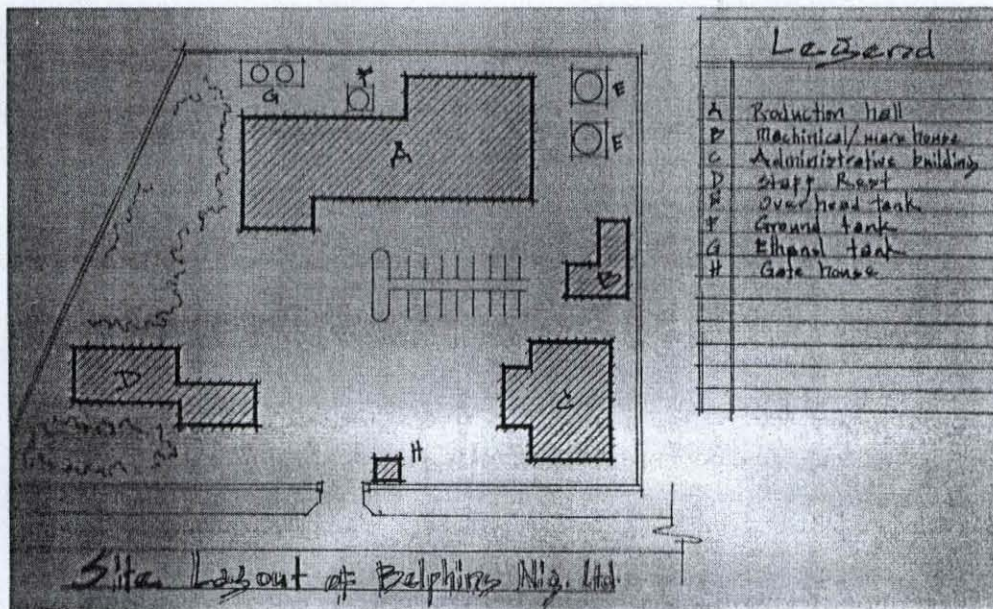 Legend
A Production hall
B Machinical/ware house
C Administrative building
D Staff Rest
E Over head tank
F Ground tank
G Ethanol tank
H Gate house
G
F
E
E
A
B
D
C
H
Site Layout of Belphins Nig. Ltd.